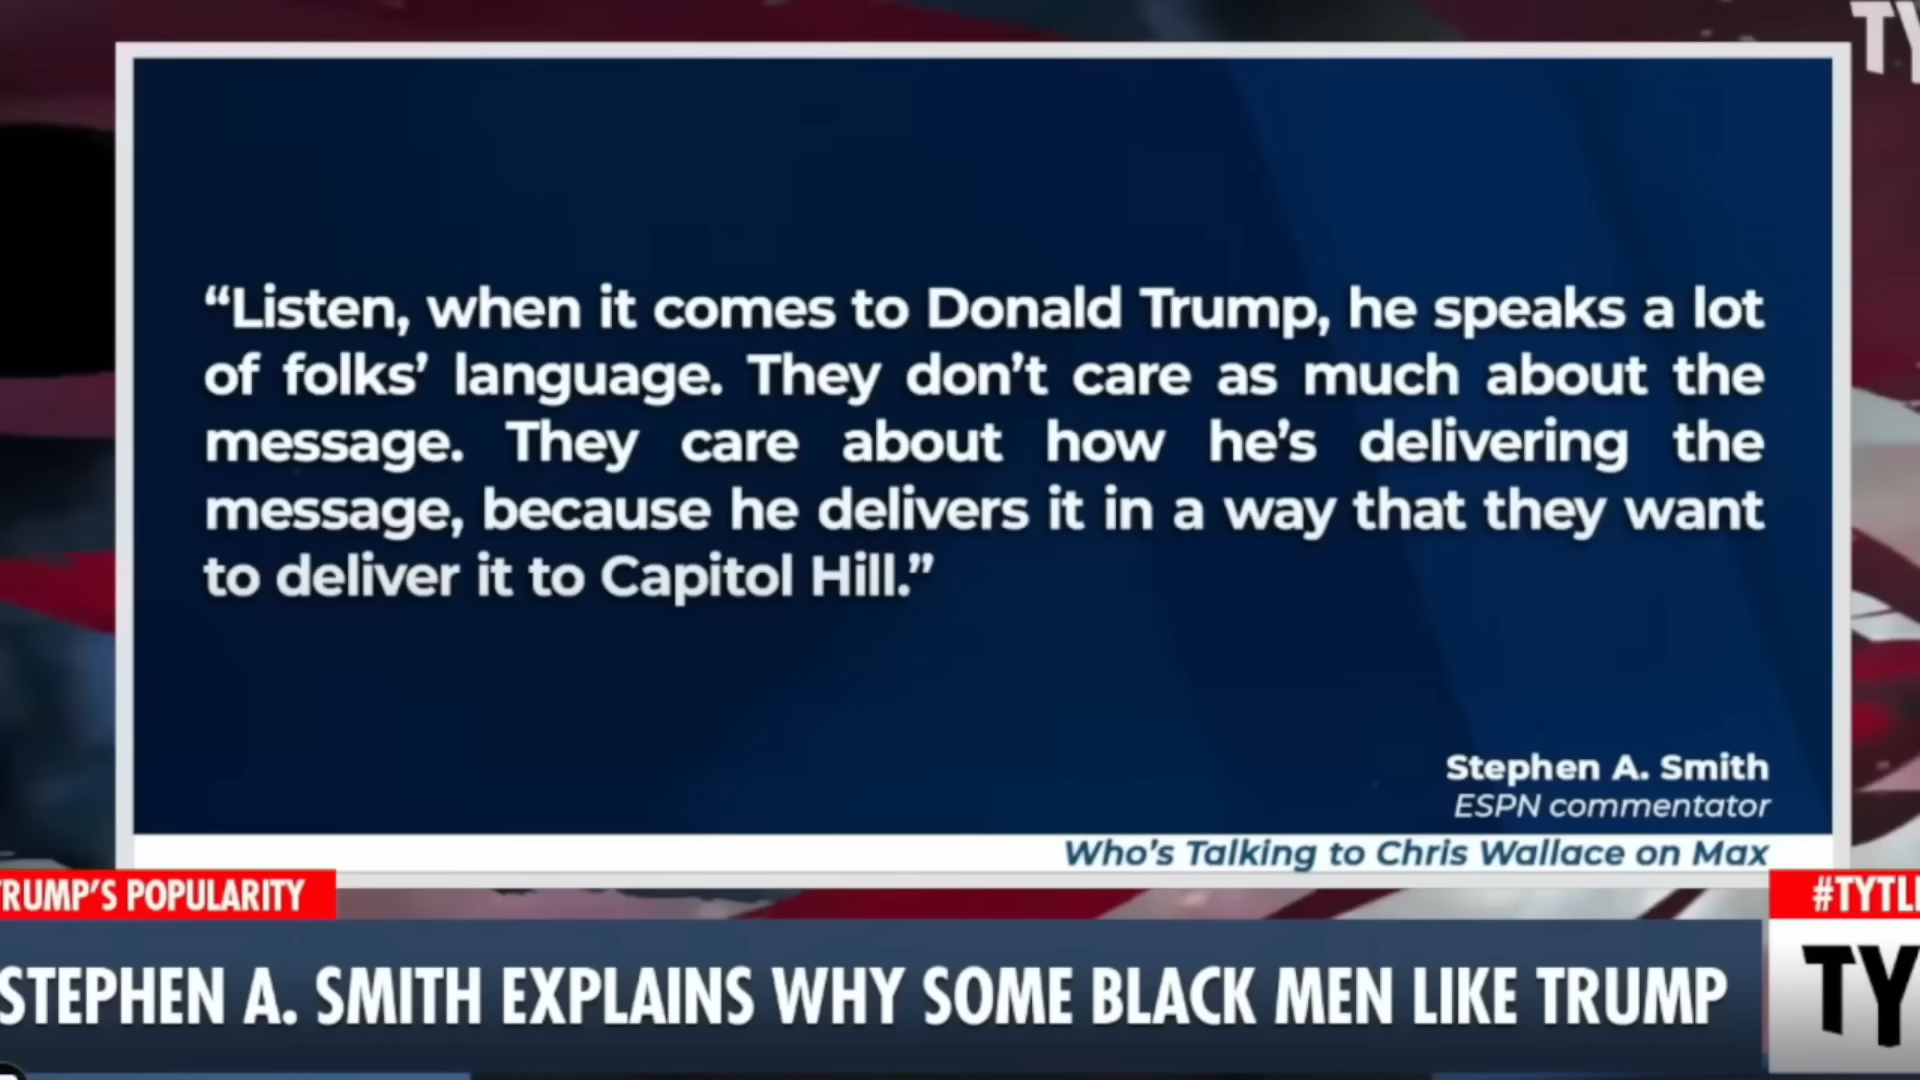 TY
“Listen, when it comes to Donald Trump, he speaks a lot
of folks’ language. They don’t care as much about the
message. They care about how he’s delivering the
message, because he delivers it in a way that they want
to deliver it to Capitol Hill.”
Stephen A. Smith
ESPN commentator
Who’s Talking to Chris Wallace on Max
TRUMP’S POPULARITY
#TYTLI
STEPHEN A. SMITH EXPLAINS WHY SOME BLACK MEN LIKE TRUMP
TY